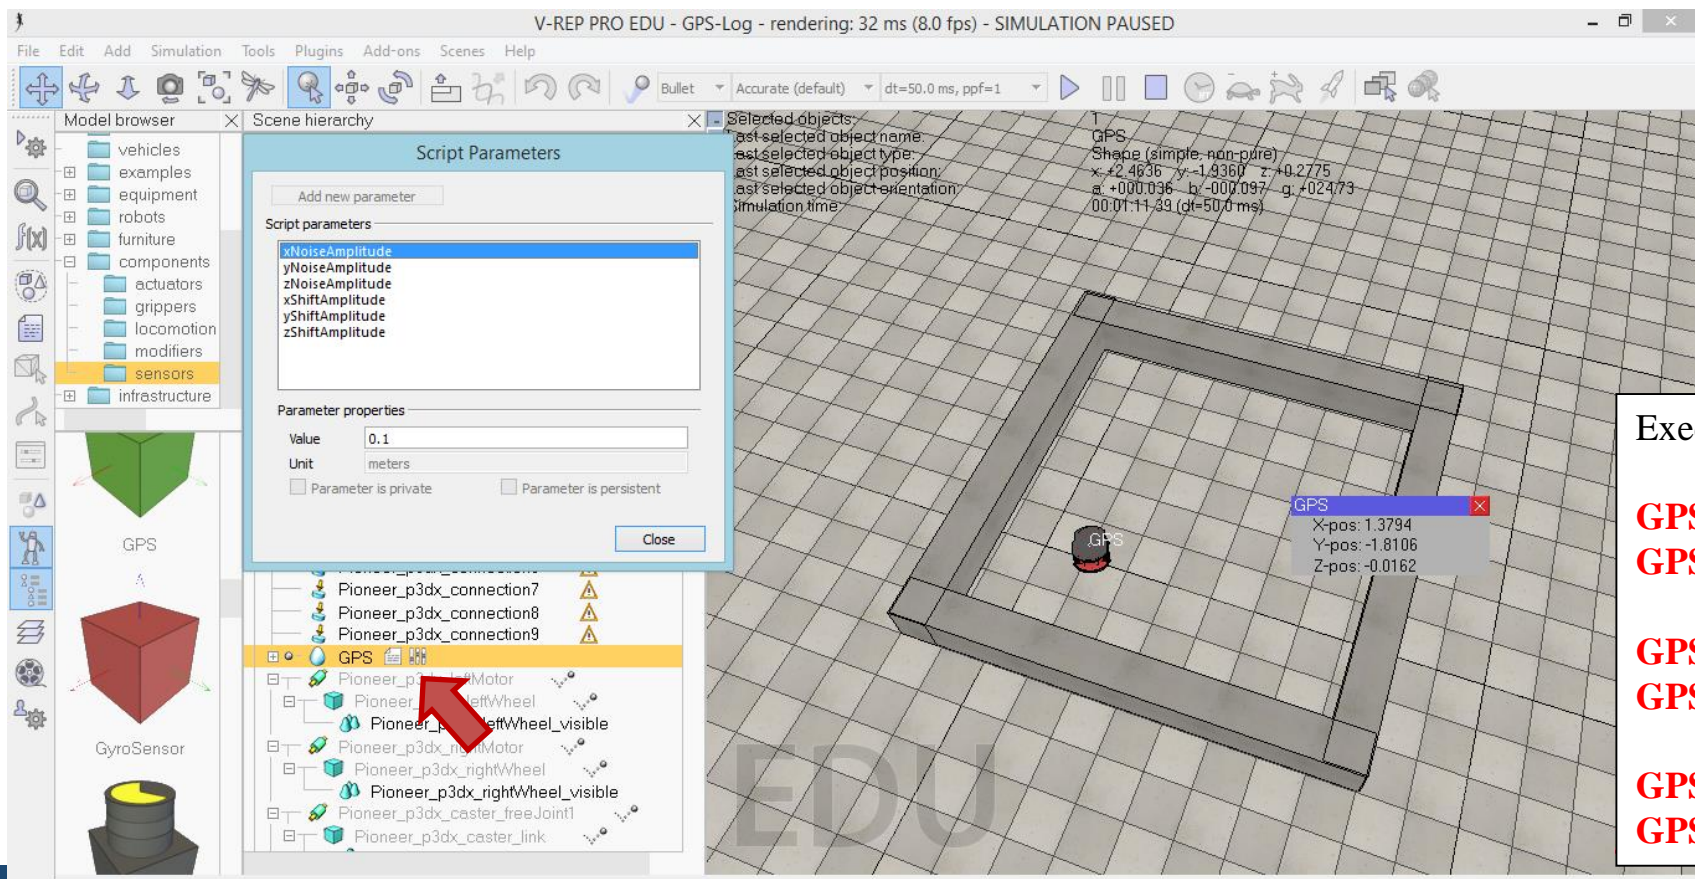 V-REP PRO EDU - GPS-Log - rendering: 32 ms (8.0 fps) - SIMULATION PAUSED
File Edit Add Simulation Tools Plugins Add-ons Scenes Help
Bullet Accurate (default) dt=50.0 ms, ppf=1
Model browser
Scene hierarchy
vehicles
examples
equipment
robots
furniture
components
actuators
grippers
locomotion
modifiers
sensors
infrastructure
GPS
GyroSensor
Script Parameters
Add new parameter
Script parameters
xNoiseAmplitude
yNoiseAmplitude
zNoiseAmplitude
xShiftAmplitude
yShiftAmplitude
zShiftAmplitude
Parameter properties
Value 0.1
Unit meters
Parameter is private Parameter is persistent
Close
Pioneer_p3dx_connection7
Pioneer_p3dx_connection8
Pioneer_p3dx_connection9
GPS
Pioneer_p3dx_rightWheel
Pioneer_p3dx_rightWheel_visible
Pioneer_p3dx_caster_freeJoint1
Pioneer_p3dx_caster_link
Selected objects: 1
Last selected object name: GPS
Last selected object type: Shape (simple, non-pure)
Last selected object position: x: +2.4636 y: -1.9360 z: +0.2775
Last selected object orientation: a: +000.036 b: -000.097 g: +024.73
Simulation time: 00:01:11.39 (dt=50.0 ms)
GPS
GPS
X-pos: 1.3794
Y-pos: -1.8106
Z-pos: -0.0162
EDU
Exe
GPS
GPS
GPS
GPS
GPS
GPS